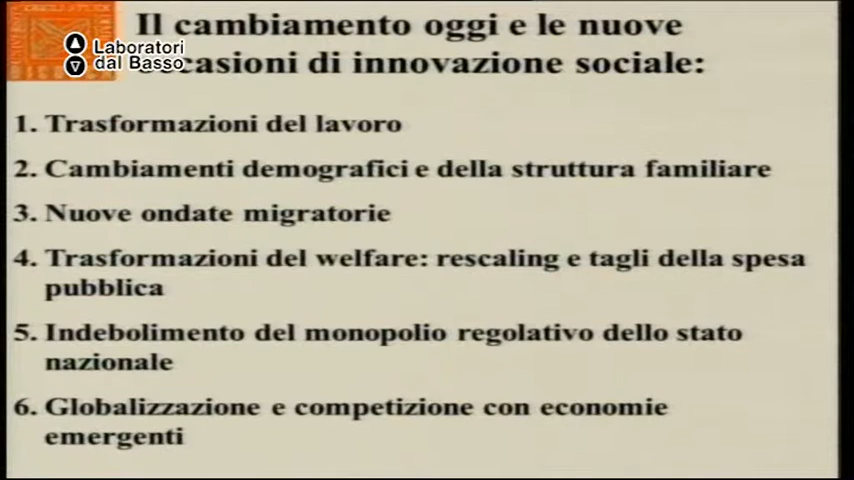 Il cambiamento oggi e le nuove
occasioni di innovazione sociale:
Laboratori
dal Basso
1. Trasformazioni del lavoro
2. Cambiamenti demografici e della struttura familiare
3. Nuove ondate migratorie
4. Trasformazioni del welfare: rescaling e tagli della spesa
pubblica
5. Indebolimento del monopolio regolativo dello stato
nazionale
6. Globalizzazione e competizione con economie
emergenti